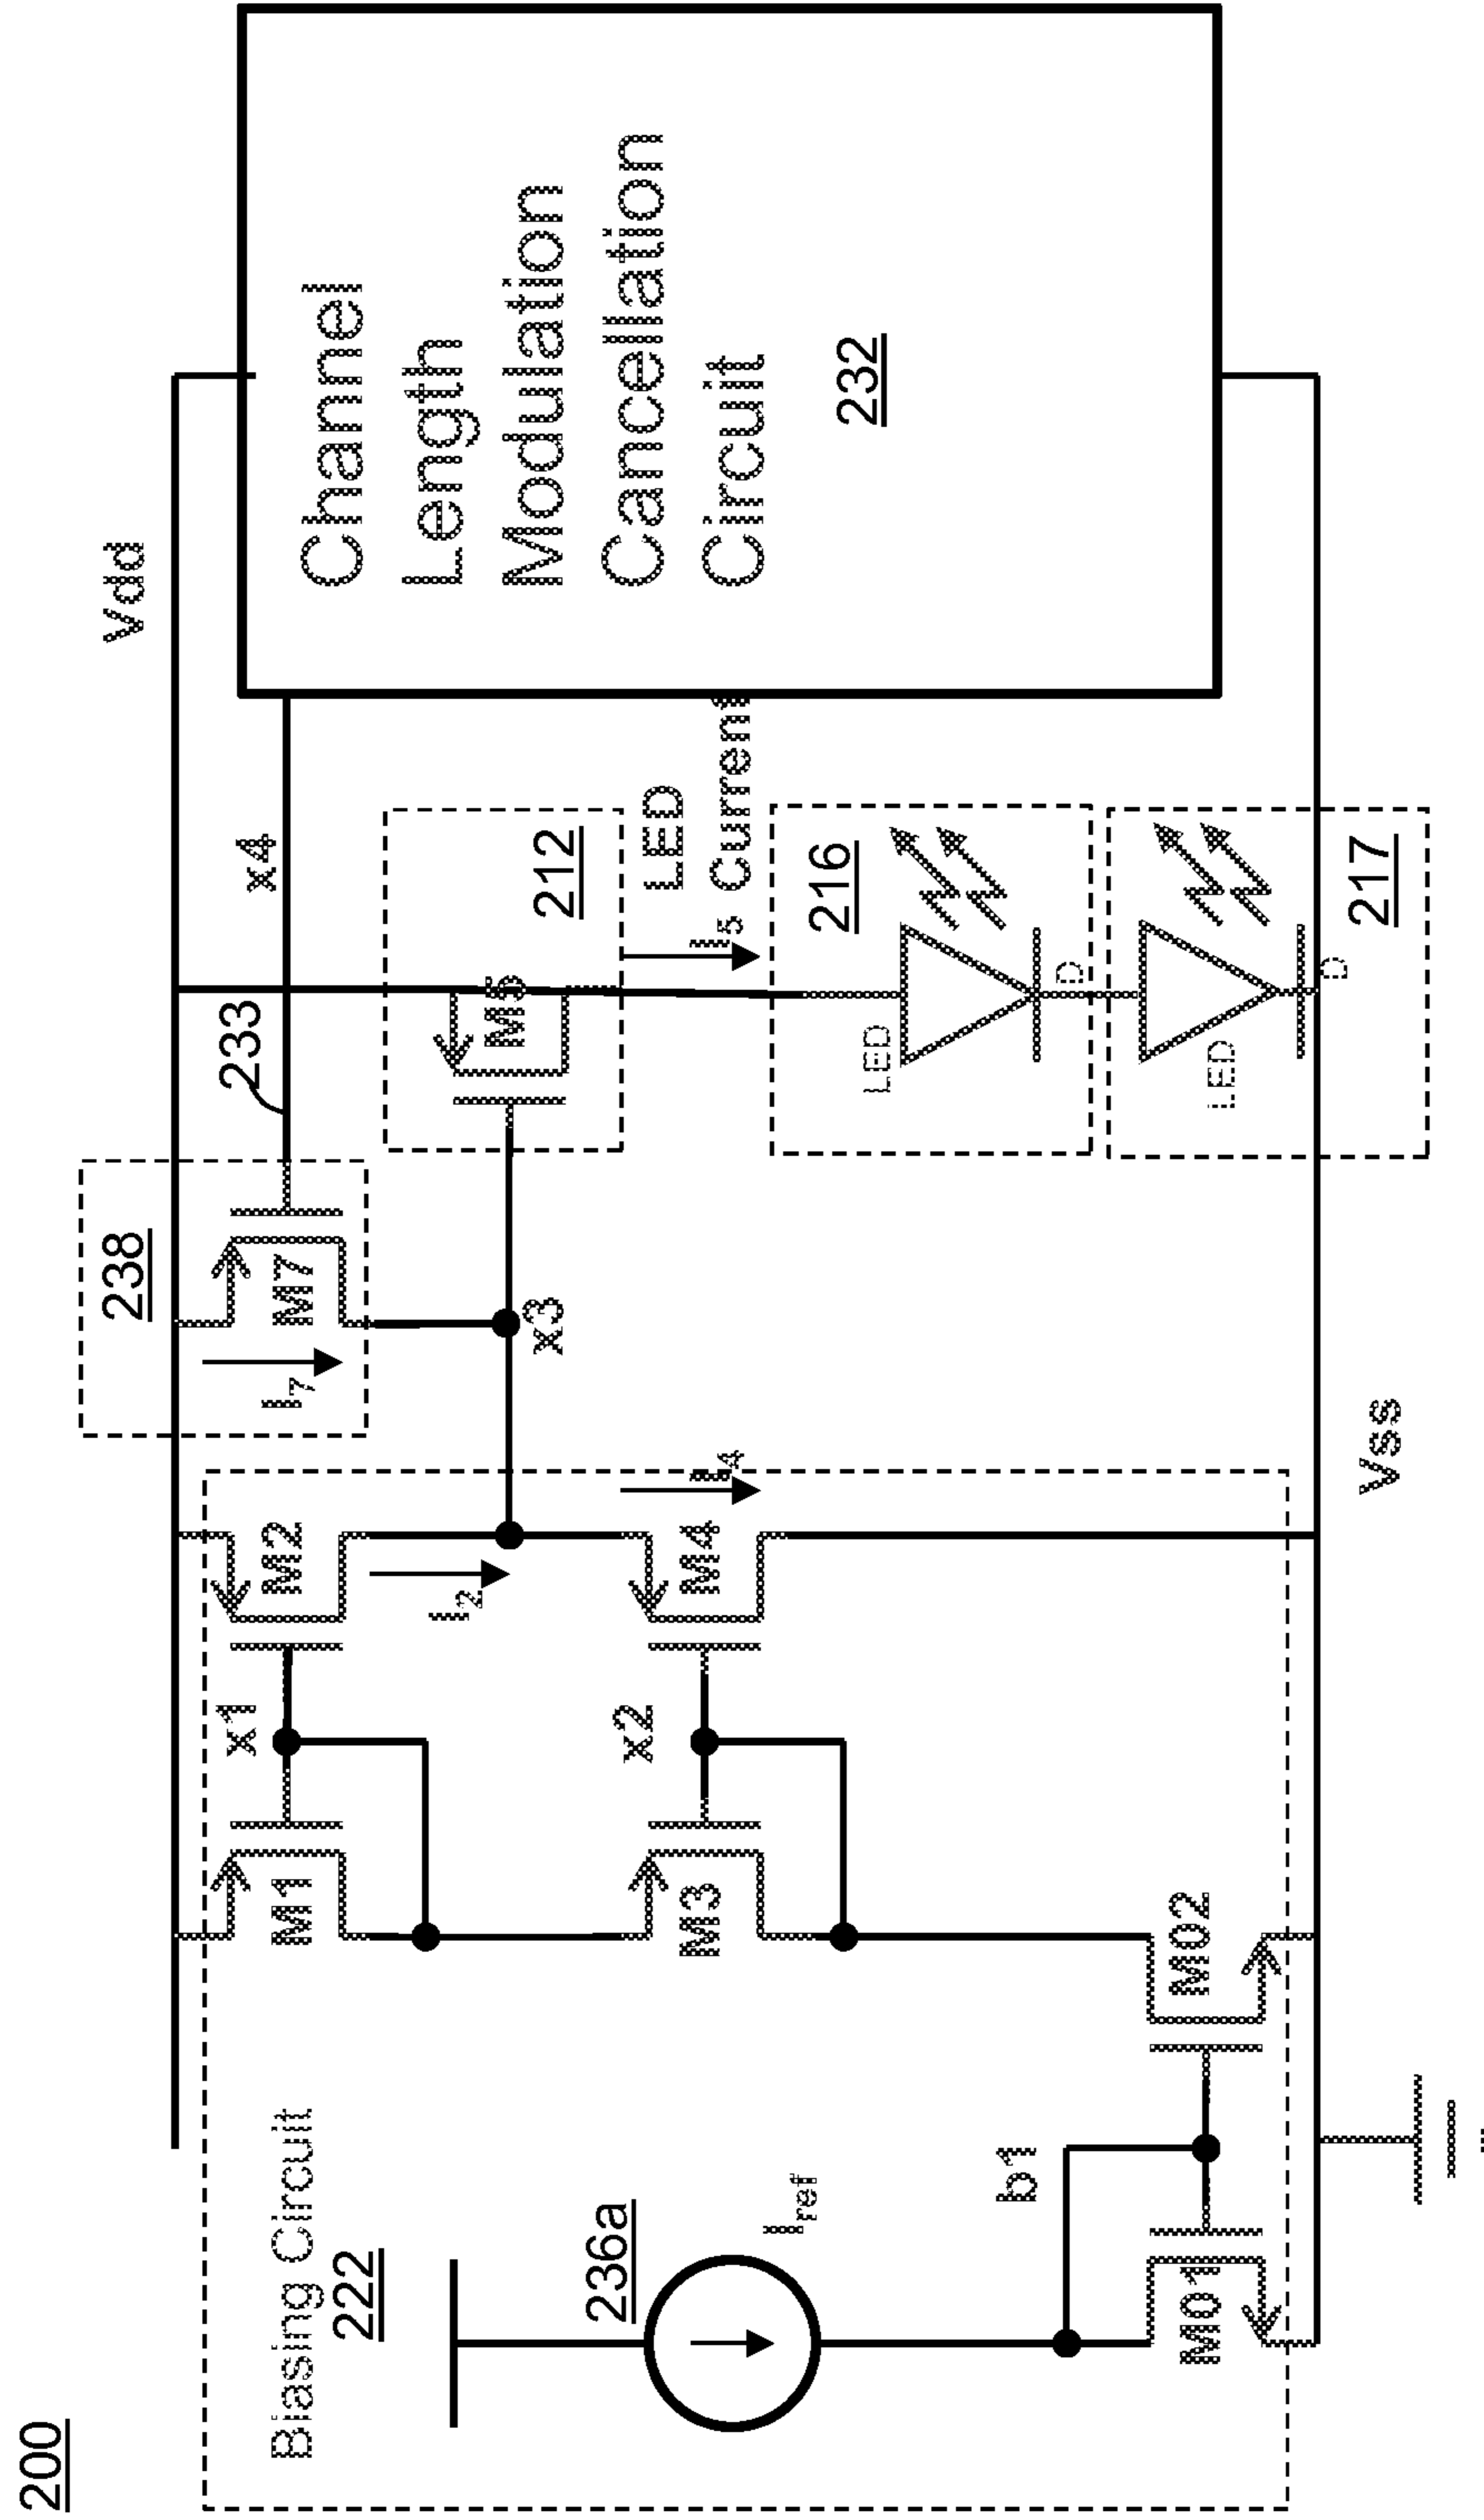 200
Biasing Circuit
222
236a
Iref
b1
M01
M02
M1
x1
M2
I2
M3
x2
M4
I4
238
I7
M7
x3
233
x4
M5
212
I5
LED
Current
216
LED
D
217
LED
D
Vdd
Vss
Channel
Length
Modulation
Cancellation
Circuit
232